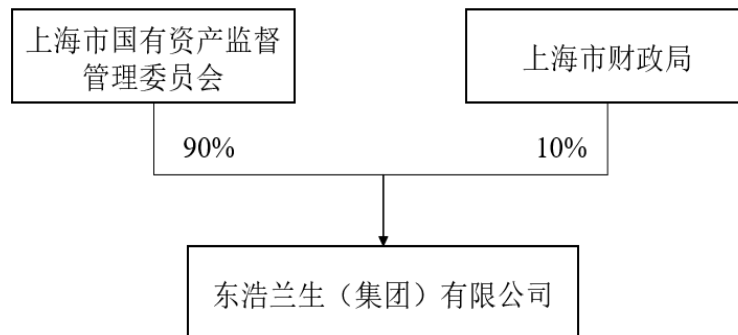 上海市国有资产监督
管理委员会
上海市财政局
90%
10%
东浩兰生（集团）有限公司